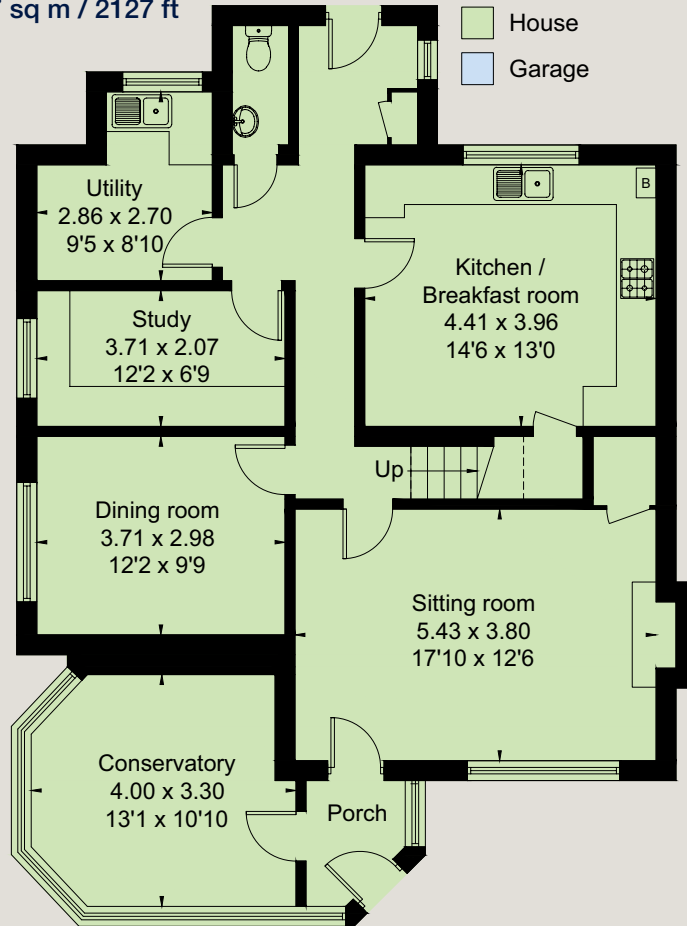 sq m / 2127 ft
House
Garage
Utility
2.86 x 2.70
9'5 x 8'10
B
Kitchen /
Breakfast room
4.41 x 3.96
14'6 x 13'0
Study
3.71 x 2.07
12'2 x 6'9
Up
Dining room
3.71 x 2.98
12'2 x 9'9
Sitting room
5.43 x 3.80
17'10 x 12'6
Conservatory
4.00 x 3.30
13'1 x 10'10
Porch